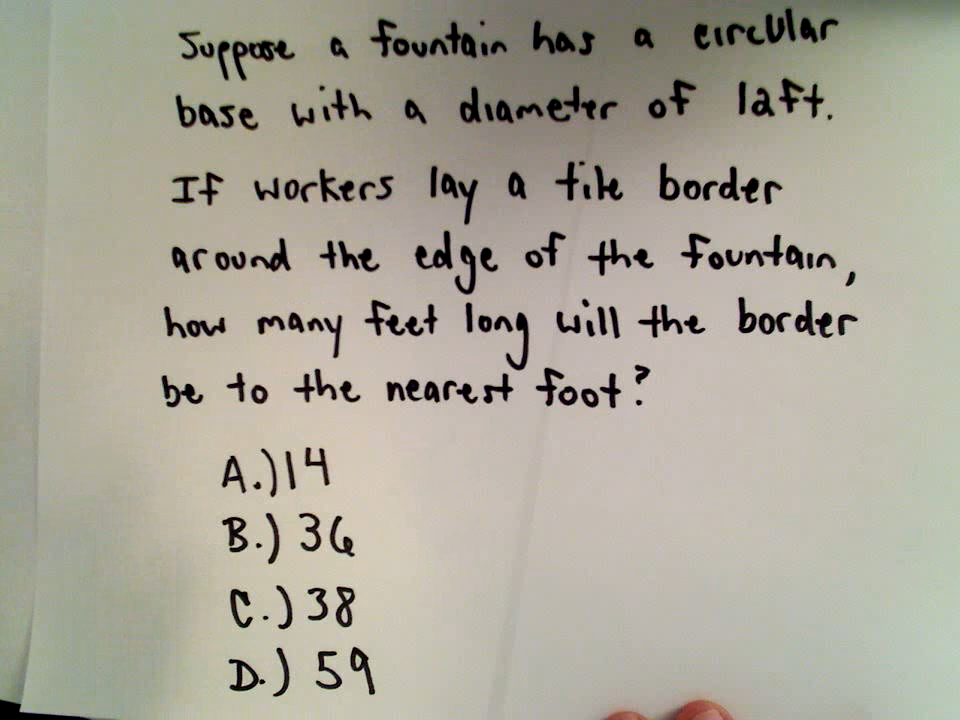 Suppose a fountain has a circular
base with a diameter of 12ft.
If workers lay a tile border
around the edge of the fountain,
how many feet long will the border
be to the nearest foot?
A.) 14
B.) 36
C.) 38
D.) 59